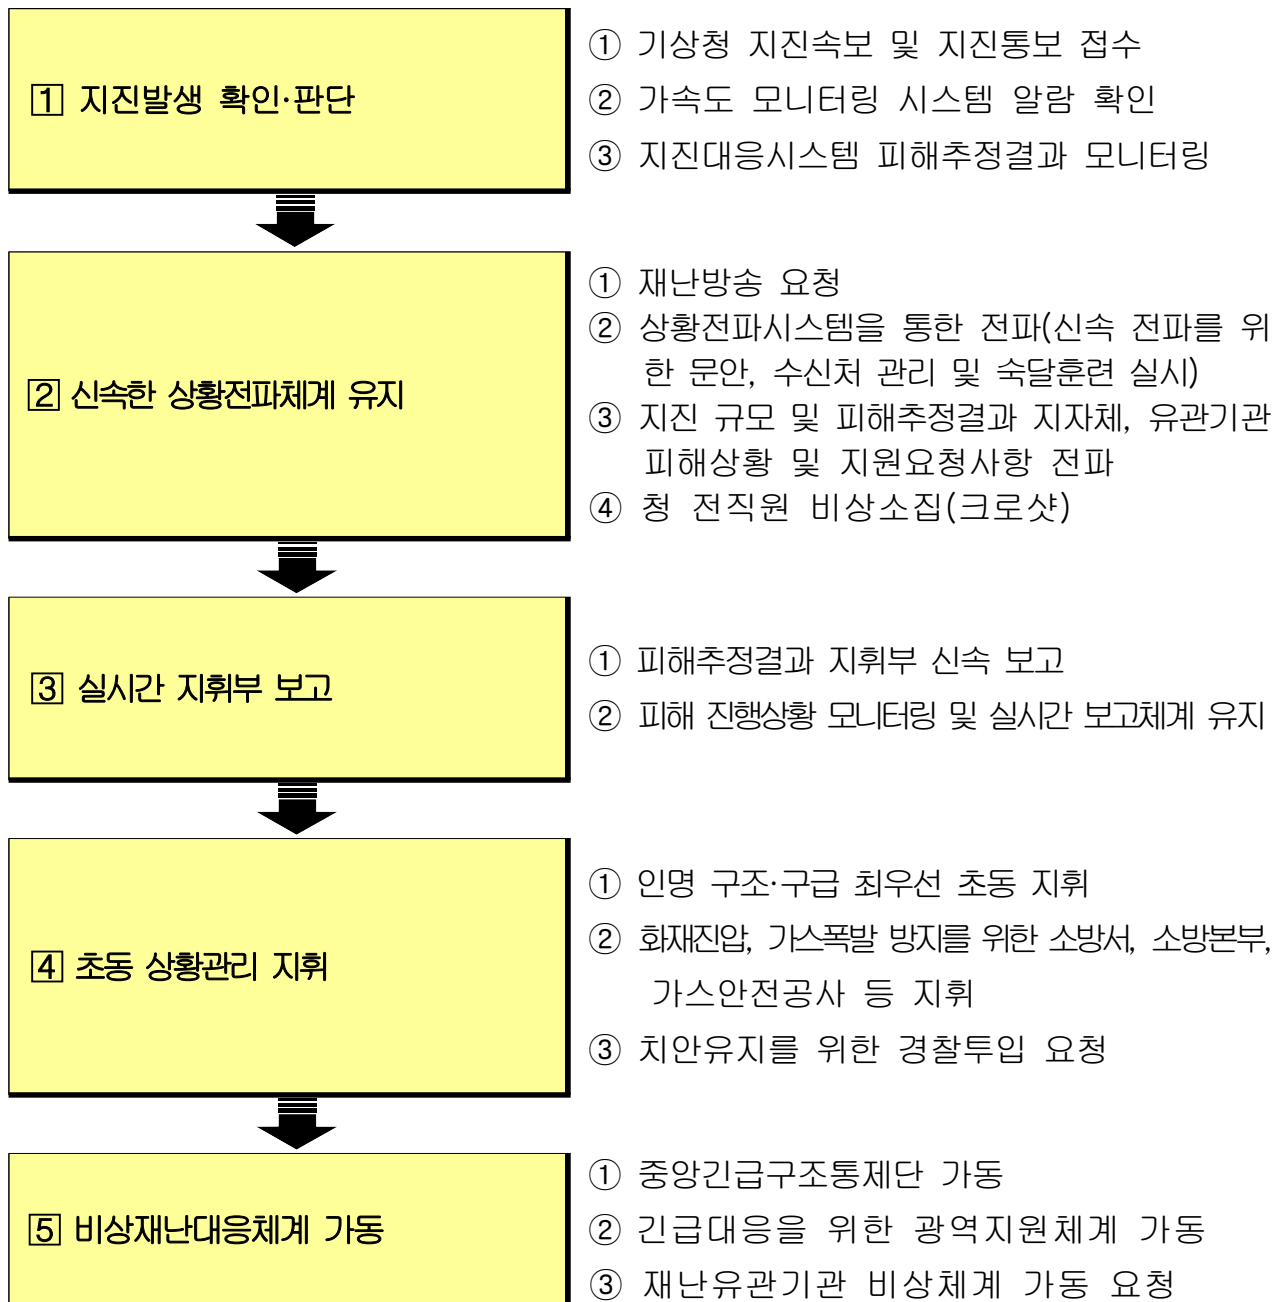 1 지진발생 확인·판단
① 기상청 지진속보 및 지진통보 접수
② 가속도 모니터링 시스템 알람 확인
③ 지진대응시스템 피해추정결과 모니터링
2 신속한 상황전파체계 유지
① 재난방송 요청
② 상황전파시스템을 통한 전파(신속 전파를 위
한 문안, 수신처 관리 및 숙달훈련 실시)
③ 지진 규모 및 피해추정결과 지자체, 유관기관
피해상황 및 지원요청사항 전파
④ 청 전직원 비상소집(크로샷)
3 실시간 지휘부 보고
① 피해추정결과 지휘부 신속 보고
② 피해 진행상황 모니터링 및 실시간 보고체계 유지
4 초동 상황관리 지휘
① 인명 구조·구급 최우선 초동 지휘
② 화재진압, 가스폭발 방지를 위한 소방서, 소방본부,
가스안전공사 등 지휘
③ 치안유지를 위한 경찰투입 요청
5 비상재난대응체계 가동
① 중앙긴급구조통제단 가동
② 긴급대응을 위한 광역지원체계 가동
③ 재난유관기관 비상체계 가동 요청